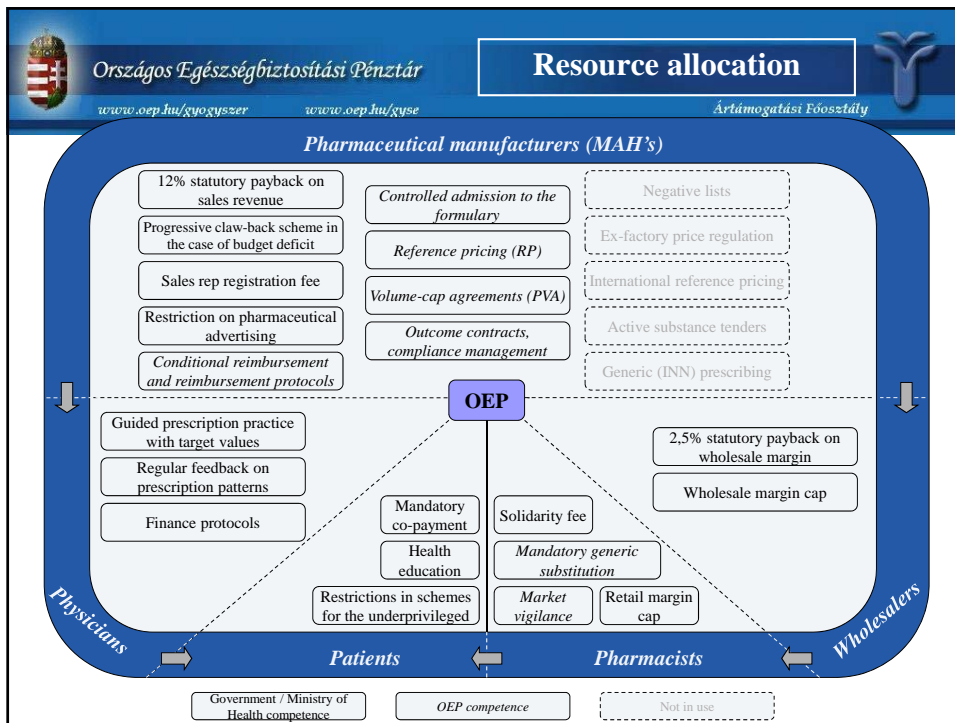 Országos Egészségbiztosítási Pénztár
www.oep.hu/gyogyszer
www.oep.hu/gyse
Resource allocation
Ártámogatási Főosztály
Pharmaceutical manufacturers (MAH's)
12% statutory payback on
sales revenue
Progressive claw-back scheme in
the case of budget deficit
Sales rep registration fee
Restriction on pharmaceutical
advertising
Conditional reimbursement
and reimbursement protocols
Controlled admission to the
formulary
Reference pricing (RP)
Volume-cap agreements (PVA)
Outcome contracts,
compliance management
Negative lists
Ex-factory price regulation
International reference pricing
Active substance tenders
Generic (INN) prescribing
OEP
Guided prescription practice
with target values
Regular feedback on
prescription patterns
Finance protocols
Mandatory
co-payment
Health
education
Restrictions in schemes
for the underprivileged
Solidarity fee
Mandatory generic
substitution
Market
vigilance
Retail margin
cap
2,5% statutory payback on
wholesale margin
Wholesale margin cap
Physicians
Patients
Pharmacists
Wholesalers
Government / Ministry of
Health competence
OEP competence
Not in use